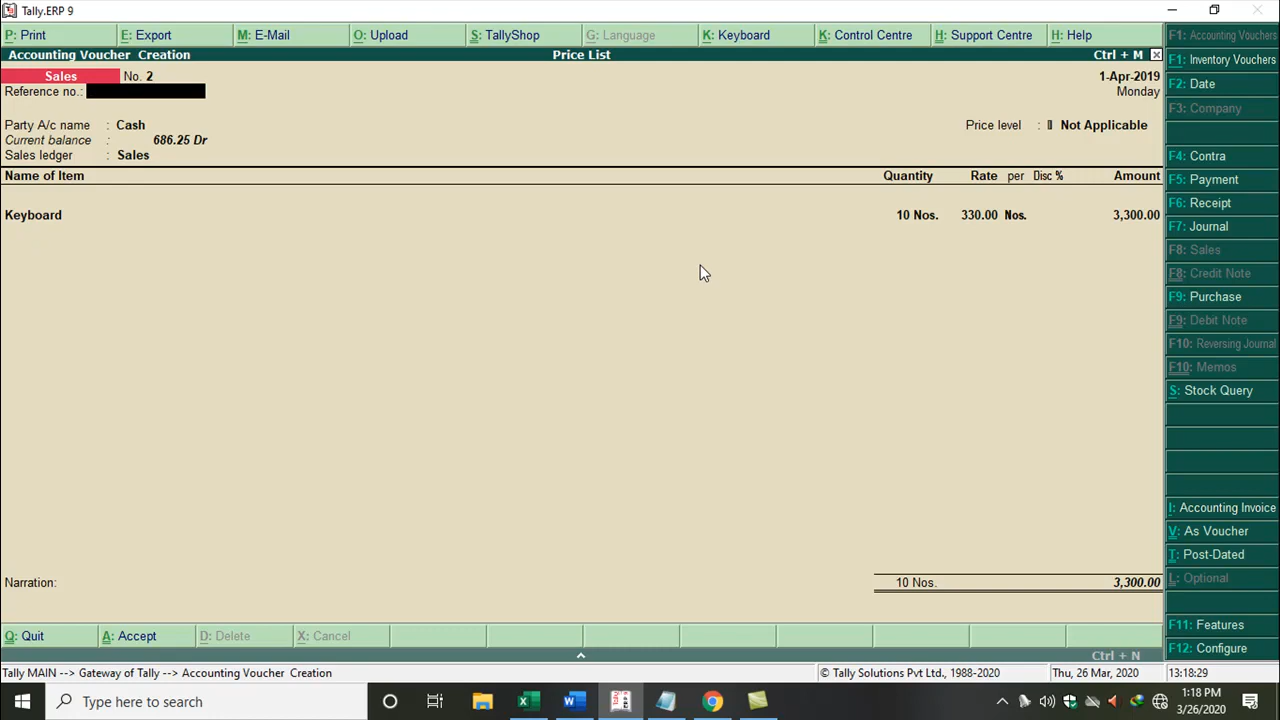 Tally.ERP 9
P: Print E: Export M: E-Mail O: Upload S: TallyShop G: Language K: Keyboard K: Control Centre H: Support Centre H: Help
Accounting Voucher Creation Price List Ctrl + M
Sales No. 2 1-Apr-2019
Reference no.: Monday
Party A/c name : Cash Price level : Not Applicable
Current balance : 686.25 Dr
Sales ledger : Sales
Name of Item Quantity Rate per Disc % Amount
Keyboard 10 Nos. 330.00 Nos. 3,300.00
Narration: 10 Nos. 3,300.00
F1: Accounting Vouchers
F1: Inventory Vouchers
F2: Date
F3: Company
F4: Contra
F5: Payment
F6: Receipt
F7: Journal
F8: Sales
F8: Credit Note
F9: Purchase
F9: Debit Note
F10: Reversing Journal
F10: Memos
S: Stock Query
I: Accounting Invoice
V: As Voucher
T: Post-Dated
L: Optional
F11: Features
F12: Configure
Q: Quit A: Accept D: Delete X: Cancel
Ctrl + N
Tally MAIN --> Gateway of Tally --> Accounting Voucher Creation © Tally Solutions Pvt Ltd., 1988-2020 Thu, 26 Mar, 2020 13:18:29
Type here to search 1:18 PM
3/26/2020